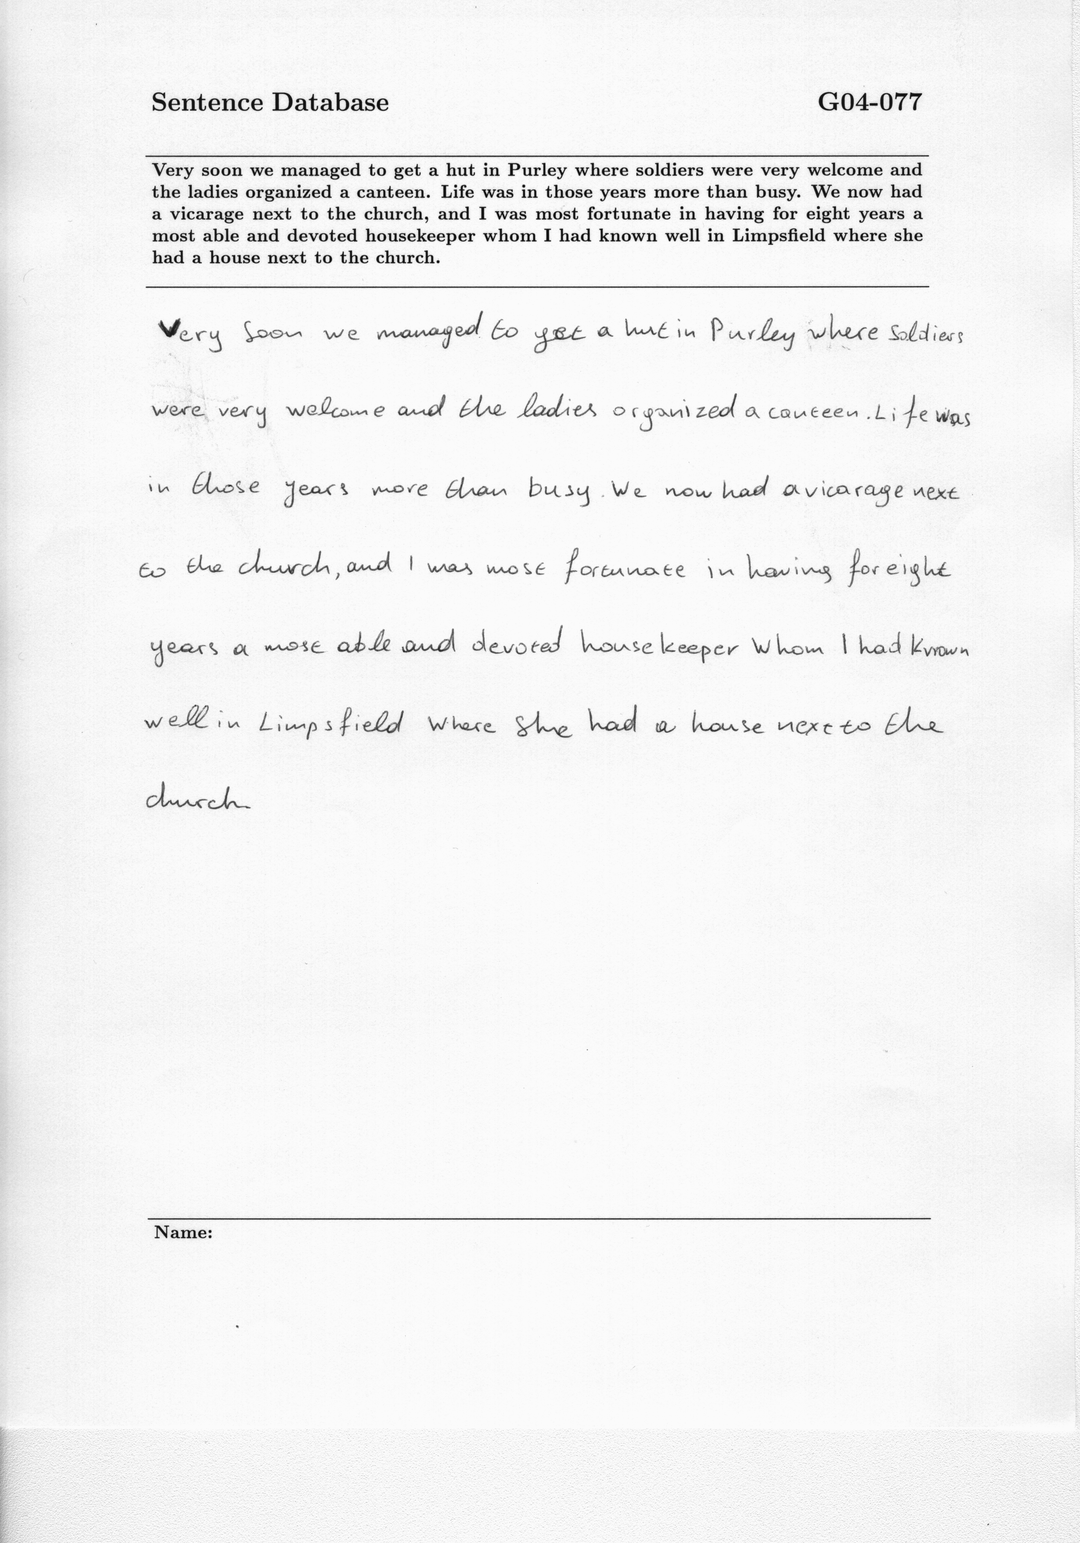 Sentence Database G04-077
Very soon we managed to get a hut in Purley where soldiers were very welcome and
the ladies organized a canteen. Life was in those years more than busy. We now had
a vicarage next to the church, and I was most fortunate in having for eight years a
most able and devoted housekeeper whom I had known well in Limpsfield where she
had a house next to the church.
Very soon we managed to get a hut in Purley where soldiers
were very welcome and the ladies organized a canteen. Life was
in those years more than busy. We now had a vicarage next
to the church, and I was most fortunate in having for eight
years a most able and devoted housekeeper whom I had known
well in Limpsfield where she had a house next to the
church
Name: